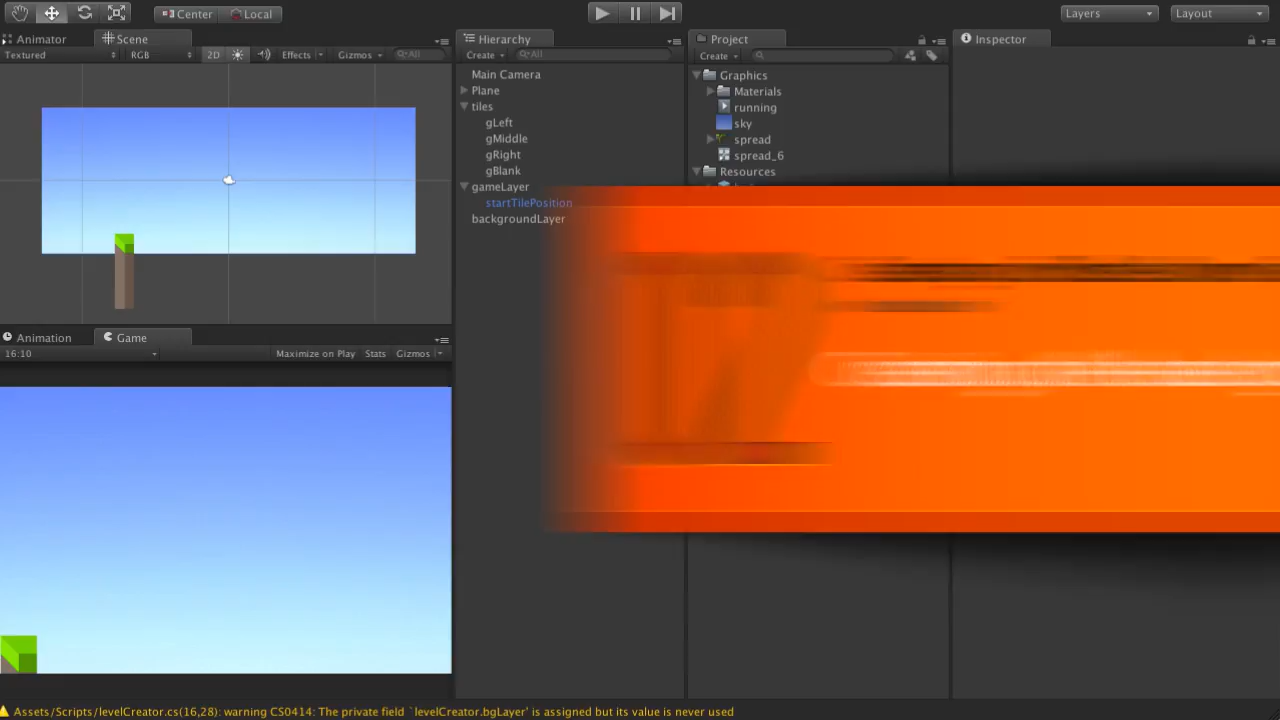 Center Local Layers Layout
Animator Scene Hierarchy Project Inspector
Textured RGB 2D Effects Gizmos All Create All Create
Main Camera
Plane
tiles
gLeft
gMiddle
gRight
gBlank
gameLayer
startTilePosition
backgroundLayer
Graphics
Materials
running
sky
spread
spread_6
Resources
Animation Game
16:10 Maximize on Play Stats Gizmos
Assets/Scripts/levelCreator.cs(16,28): warning CS0414: The private field `levelCreator.bgLayer' is assigned but its value is never used